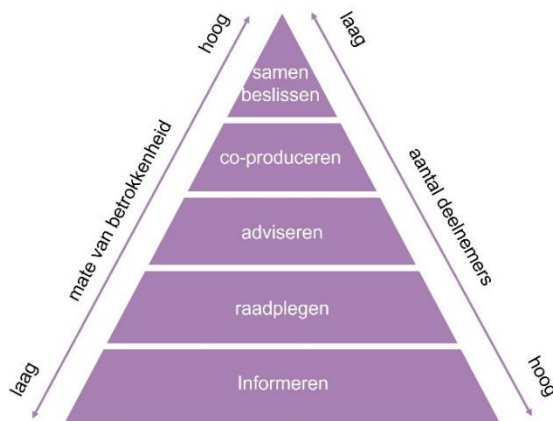 hoog
laag
samen
beslissen
co-produceren
adviseren
raadplegen
Informeren
mate van betrokkenheid
aantal deelnemers
laag
hoog